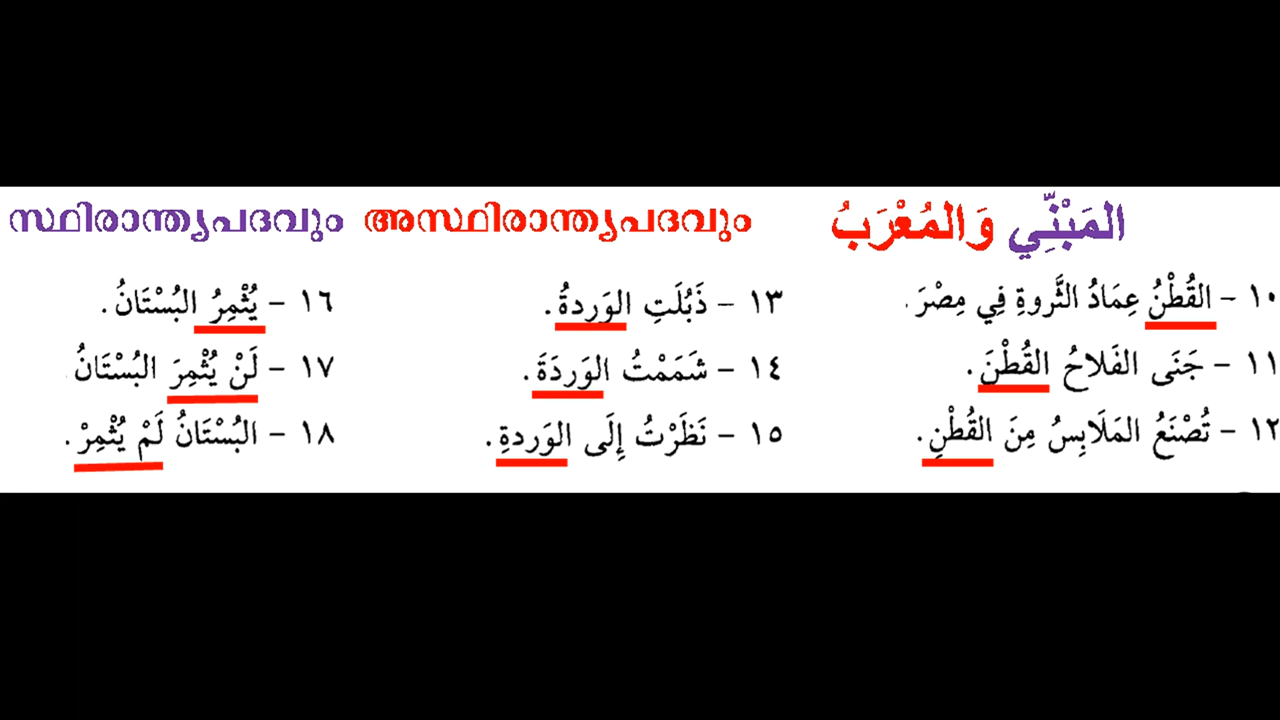 المَبْنِّي وَالمُعْرَبُ
അസ്ഥിരാന്ത്യപദവും
സ്ഥിരാന്ത്യപദവും
١٠ – القُطْنُ عِمَادُ الثَّروةِ فِي مِصْرَ .
١١ – جَنَى الفَلاحُ القُطْنَ .
١٢ – تُصْنَعُ المَلَابِسُ مِنَ القُطْنِ .
١٣ – ذَبُلَتِ الوَردةُ .
١٤ – شَمَمْتُ الوَردَةَ .
١٥ – نَظَرْتُ إِلَى الوَردةِ .
١٦ – يُثْمِرُ البُسْتَانُ .
١٧ – لَنْ يُثْمِرَ البُسْتَانُ
١٨ – البُسْتَانُ لَمْ يُثْمِرْ .